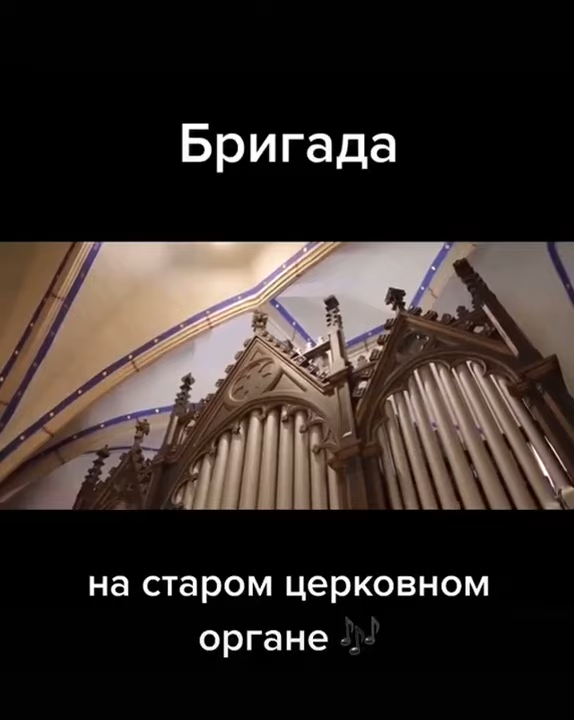 Бригада
на старом церковном
органе 🎶